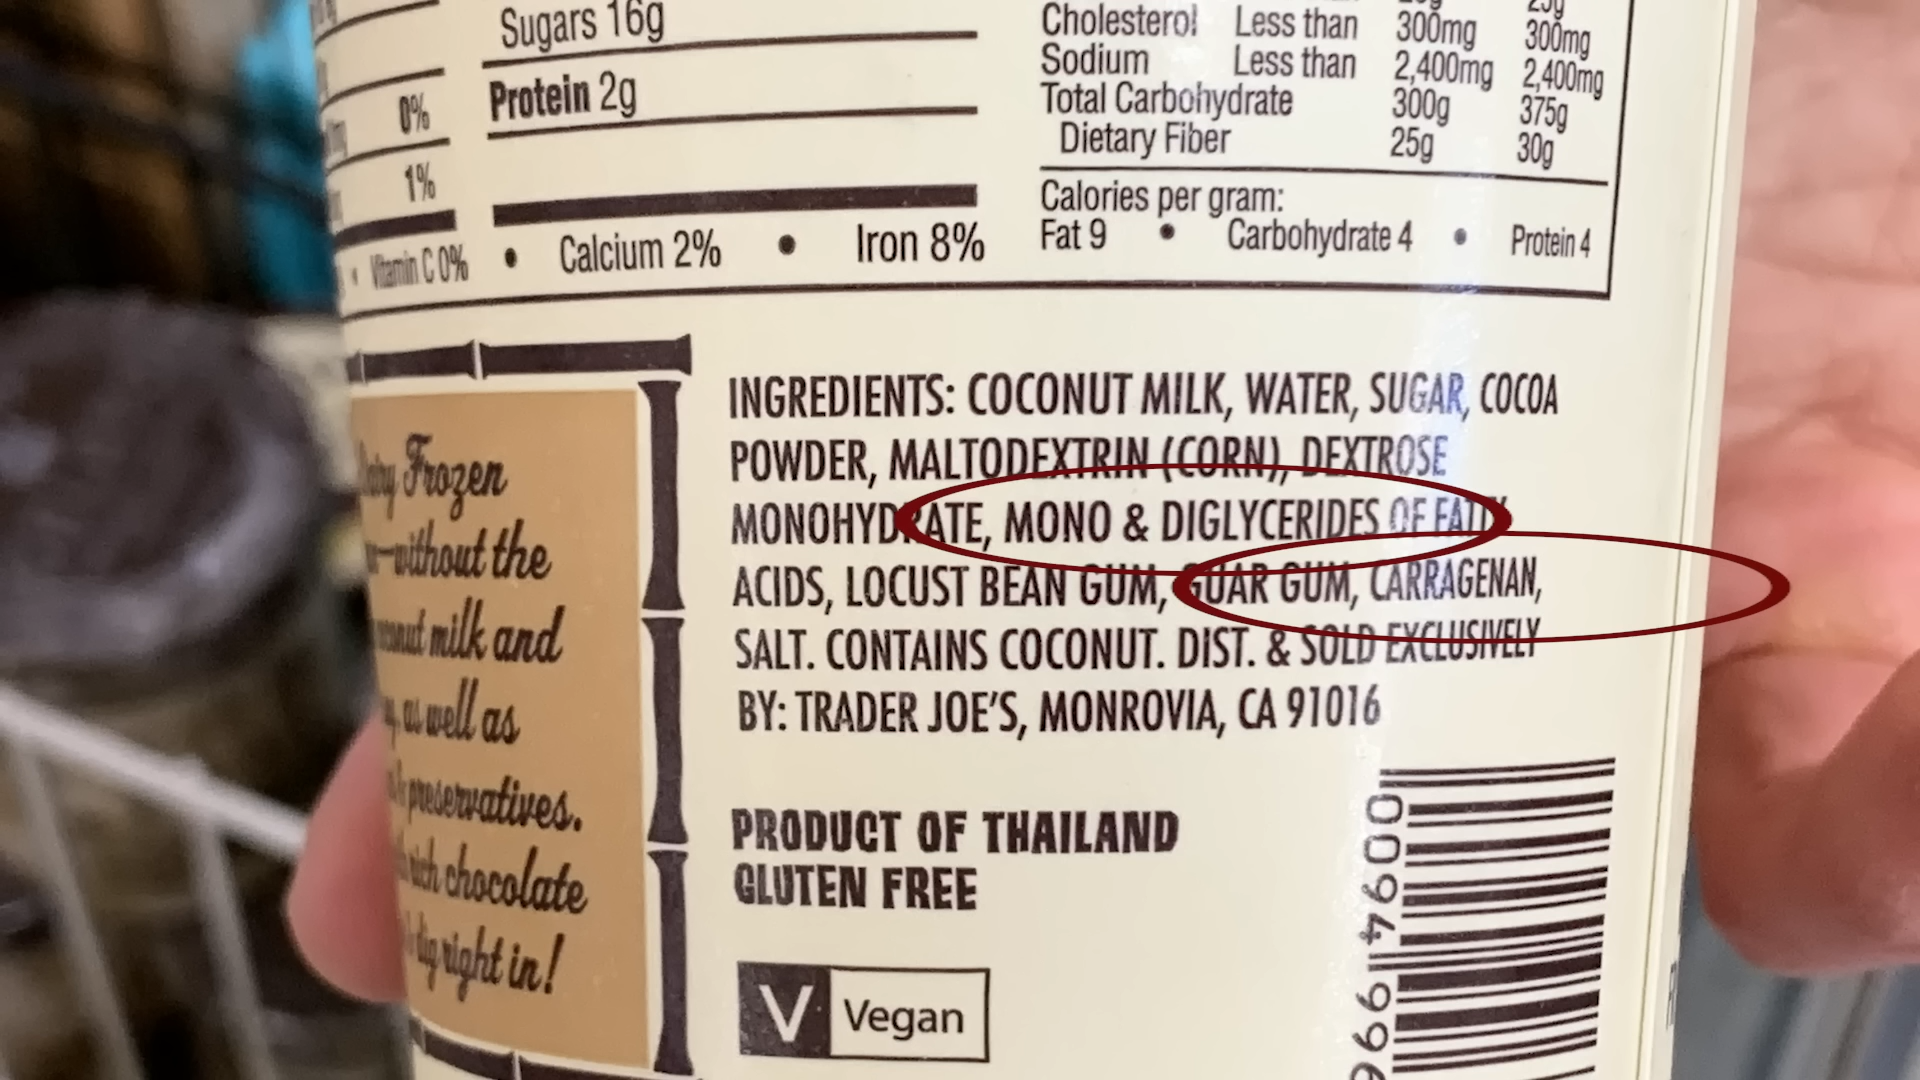 Sugars 16g
Protein 2g
0%
1%
Vitamin C 0% • Calcium 2% • Iron 8%
Cholesterol Less than 300mg 300mg
Sodium Less than 2,400mg 2,400mg
Total Carbohydrate 300g 375g
Dietary Fiber 25g 30g
Calories per gram:
Fat 9 • Carbohydrate 4 • Protein 4
Frozen
without the
milk and
as well as
preservatives.
rich chocolate
dig right in!
INGREDIENTS: COCONUT MILK, WATER, SUGAR, COCOA
POWDER, MALTODEXTRIN (CORN), DEXTROSE
MONOHYDRATE, MONO & DIGLYCERIDES OF FATTY
ACIDS, LOCUST BEAN GUM, GUAR GUM, CARRAGENAN,
SALT. CONTAINS COCONUT. DIST. & SOLD EXCLUSIVELY
BY: TRADER JOE'S, MONROVIA, CA 91016
PRODUCT OF THAILAND
GLUTEN FREE
V Vegan
0094 996